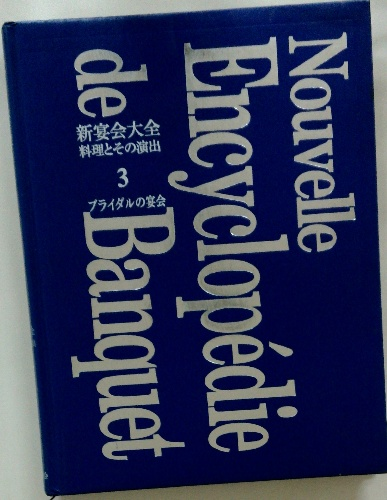 Nouvelle
Encyclopédie
de Banquet
新宴会大全
料理とその演出
3
ブライダルの宴会